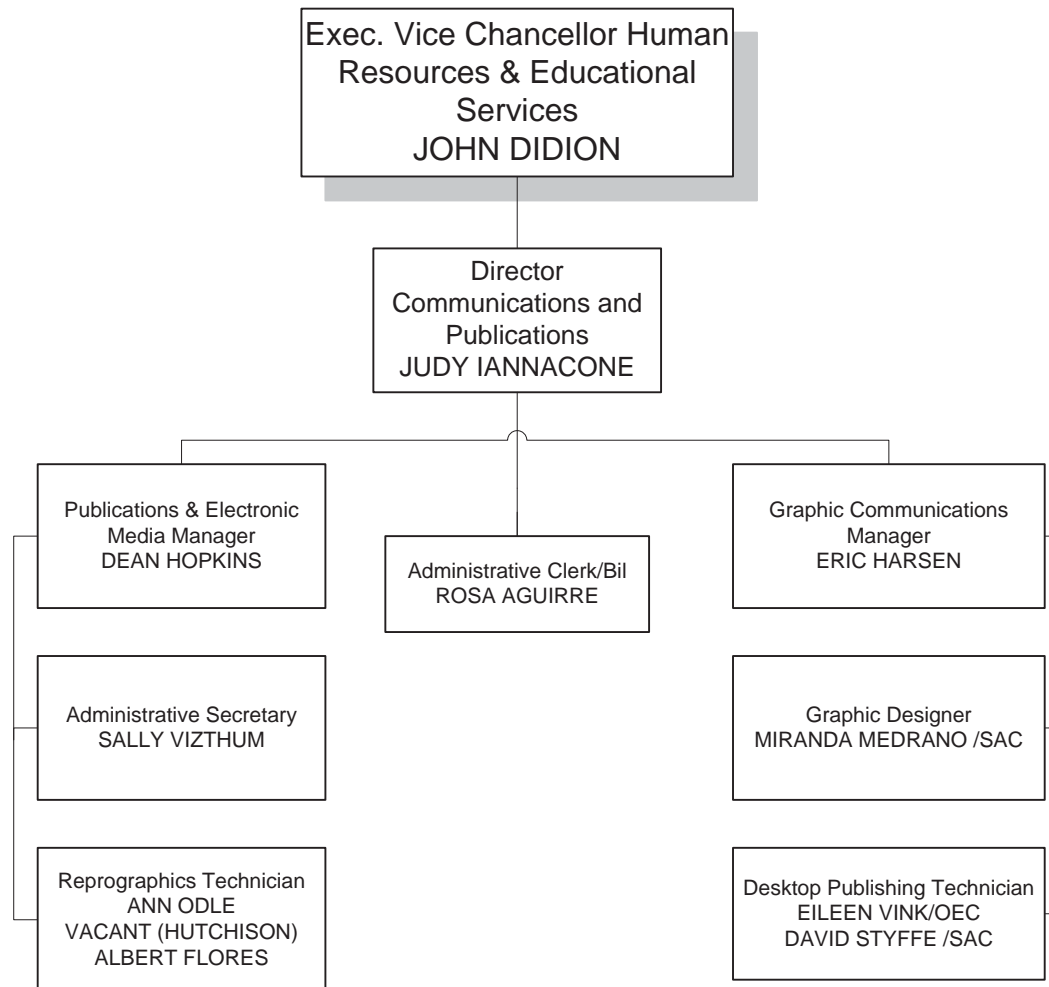 Exec. Vice Chancellor Human
Resources & Educational
Services
JOHN DIDION
Director
Communications and
Publications
JUDY IANNACONE
Publications & Electronic
Media Manager
DEAN HOPKINS
Administrative Clerk/Bil
ROSA AGUIRRE
Graphic Communications
Manager
ERIC HARSEN
Administrative Secretary
SALLY VIZTHUM
Graphic Designer
MIRANDA MEDRANO /SAC
Reprographics Technician
ANN ODLE
VACANT (HUTCHISON)
ALBERT FLORES
Desktop Publishing Technician
EILEEN VINK/OEC
DAVID STYFFE /SAC